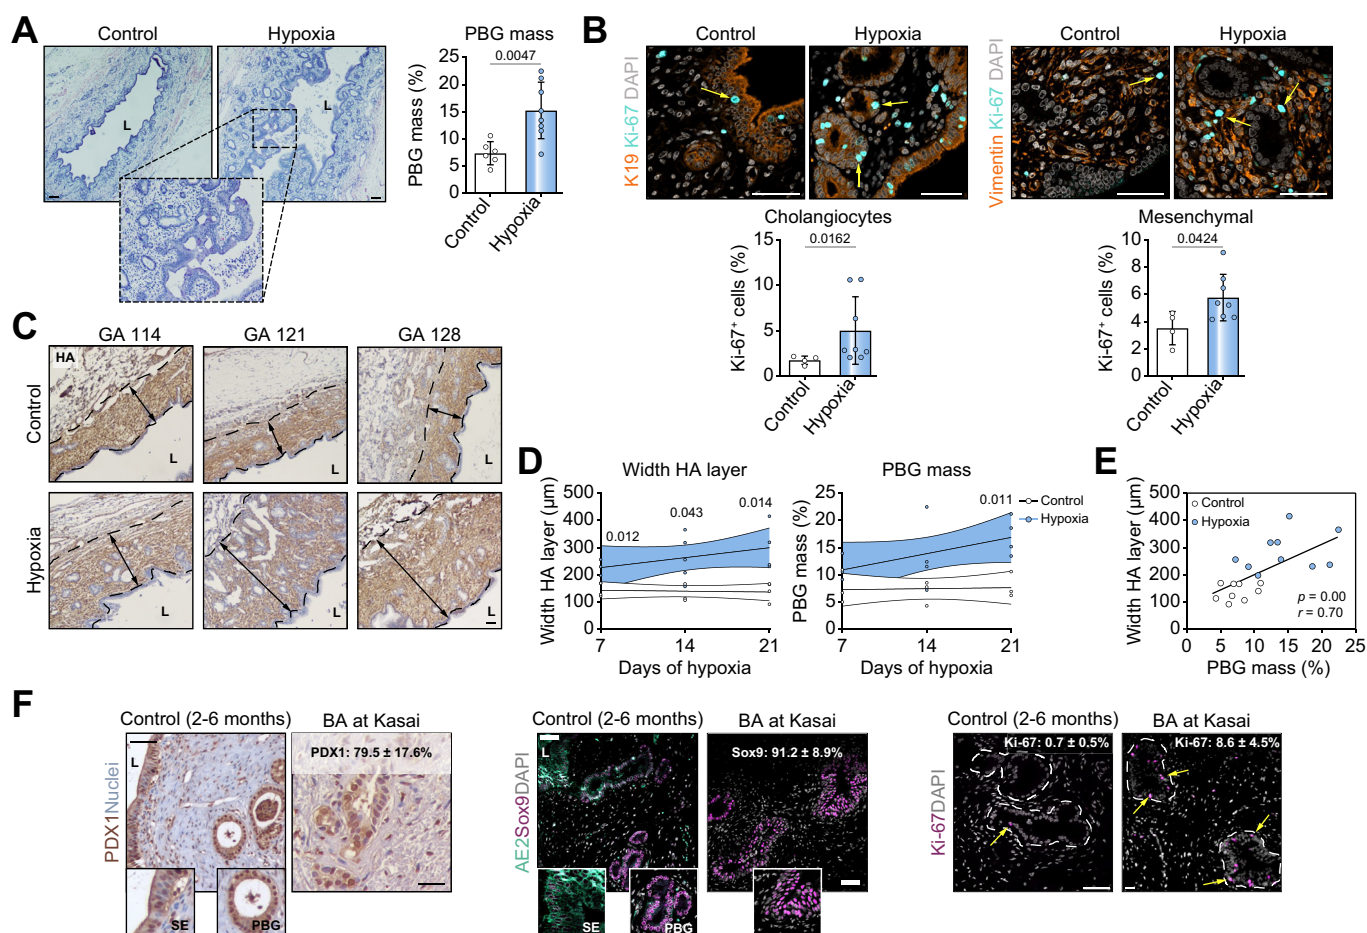 A
Control
Hypoxia
L
L
PBG mass
PBG mass (%)
25
20
15
10
5
0
0.0047
Control
Hypoxia
B
Control
Hypoxia
K19 Ki-67 DAPI
Control
Hypoxia
Vimentin Ki-67 DAPI
Cholangiocytes
Ki-67+ cells (%)
15
10
5
0
0.0162
Control
Hypoxia
Mesenchymal
Ki-67+ cells (%)
10
8
6
4
2
0
0.0424
Control
Hypoxia
C
GA 114
GA 121
GA 128
Control
HA
L
L
L
Hypoxia
L
L
L
D
Width HA layer
Width HA layer (µm)
500
400
300
200
100
0
0.012
0.043
0.014
7
14
21
Days of hypoxia
PBG mass
PBG mass (%)
25
20
15
10
5
0
0.011
7
14
21
Days of hypoxia
Control
Hypoxia
E
Width HA layer (µm)
500
400
300
200
100
0
Control
Hypoxia
p = 0.00
r = 0.70
0
5
10
15
20
25
PBG mass (%)
F
Control (2-6 months)
BA at Kasai
PDX1Nuclei
L
PDX1: 79.5 ± 17.6%
SE
PBG
Control (2-6 months)
BA at Kasai
AE2Sox9DAPI
L
Sox9: 91.2 ± 8.9%
SE
PBG
Control (2-6 months)
BA at Kasai
Ki-67DAPI
Ki-67: 0.7 ± 0.5%
Ki-67: 8.6 ± 4.5%